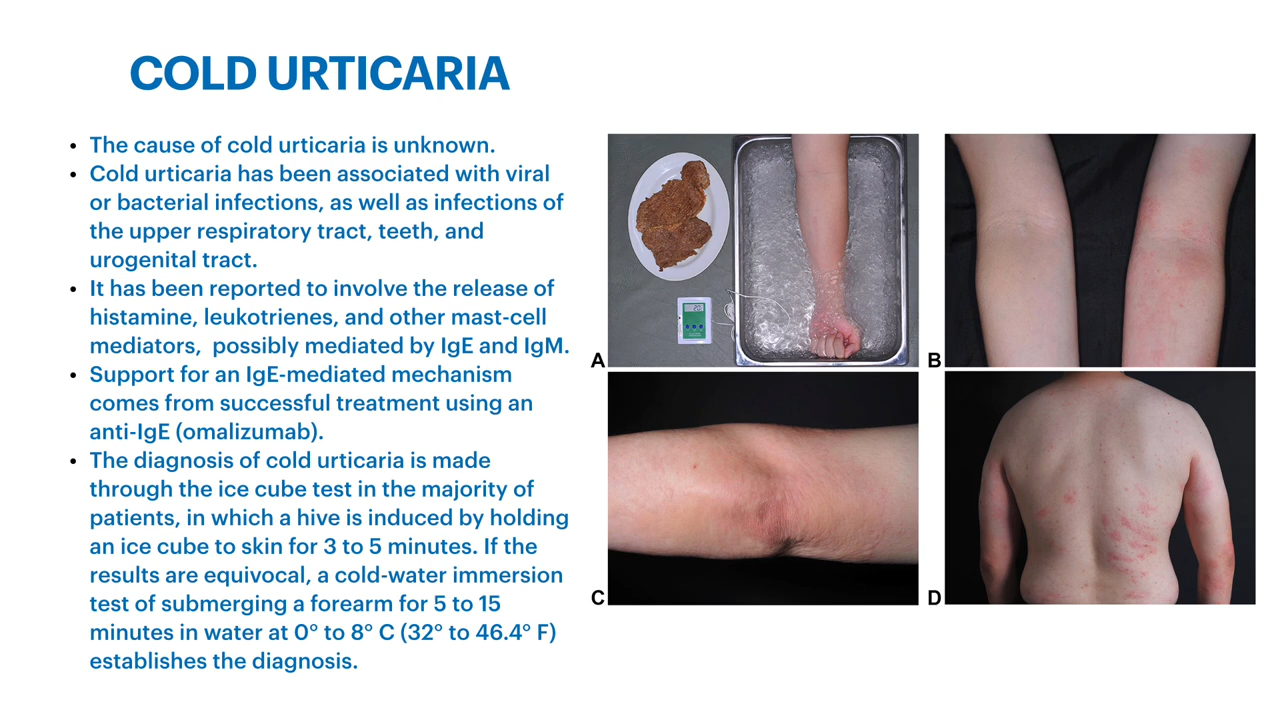 COLD URTICARIA
• The cause of cold urticaria is unknown.
• Cold urticaria has been associated with viral
or bacterial infections, as well as infections of
the upper respiratory tract, teeth, and
urogenital tract.
• It has been reported to involve the release of
histamine, leukotrienes, and other mast-cell
mediators,  possibly mediated by IgE and IgM.
• Support for an IgE-mediated mechanism
comes from successful treatment using an
anti-IgE (omalizumab).
• The diagnosis of cold urticaria is made
through the ice cube test in the majority of
patients, in which a hive is induced by holding
an ice cube to skin for 3 to 5 minutes. If the
results are equivocal, a cold-water immersion
test of submerging a forearm for 5 to 15
minutes in water at 0° to 8° C (32° to 46.4° F)
establishes the diagnosis.
A
B
C
D